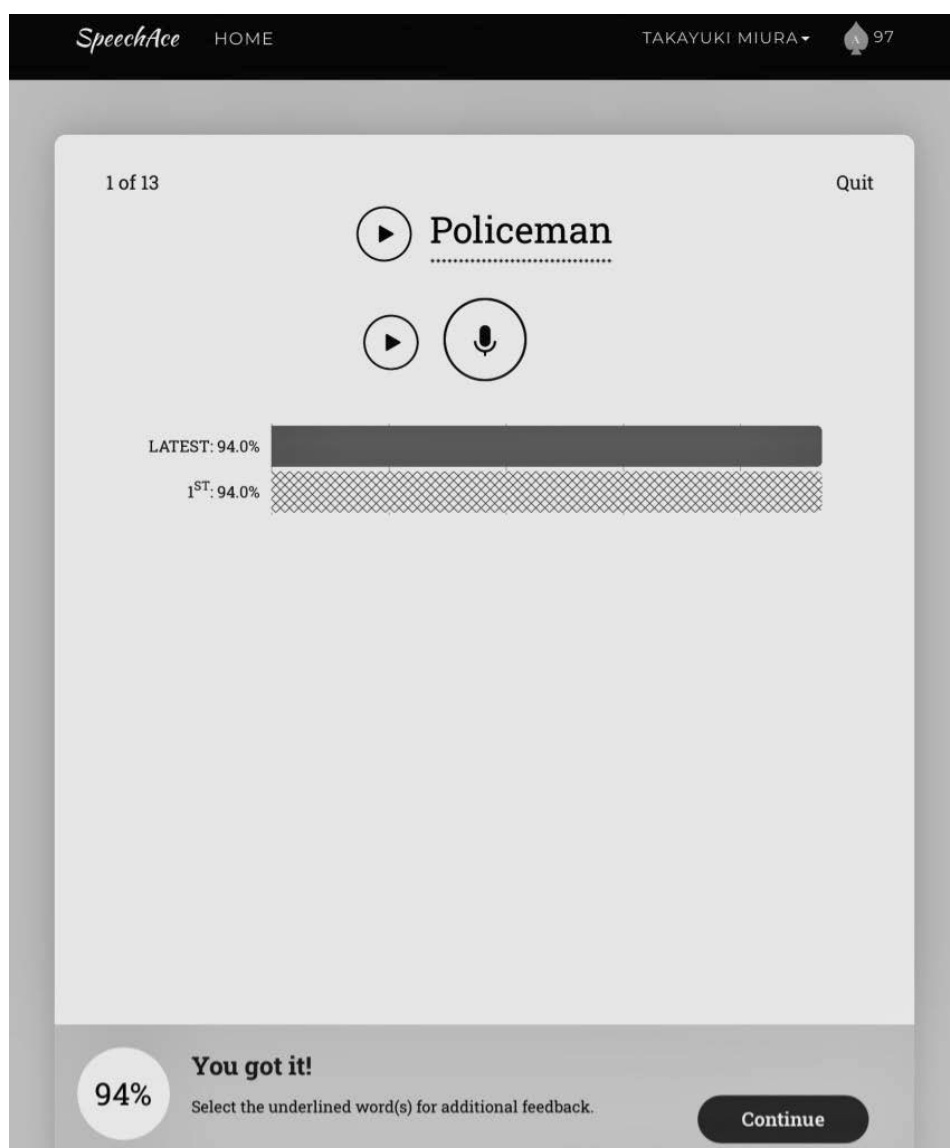 SpeechAce HOME TAKAYUKI MIURA A 97
1 of 13 Quit
Policeman
LATEST: 94.0%
1ST: 94.0%
94%
You got it!
Select the underlined word(s) for additional feedback.
Continue